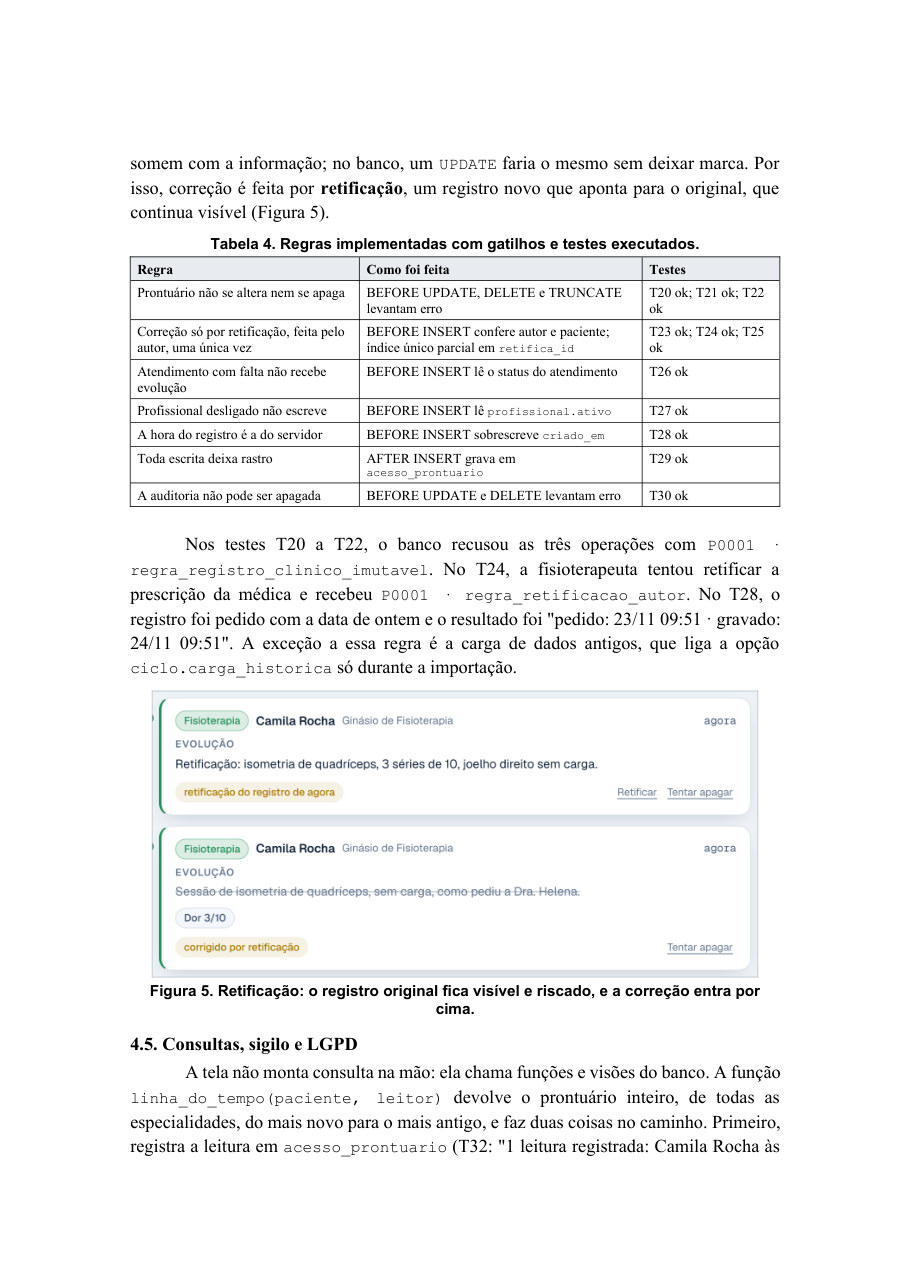 somem com a informação; no banco, um UPDATE faria o mesmo sem deixar marca. Por
isso, correção é feita por retificação, um registro novo que aponta para o original, que
continua visível (Figura 5).
Tabela 4. Regras implementadas com gatilhos e testes executados.
Regra Como foi feita Testes
Prontuário não se altera nem se apaga BEFORE UPDATE, DELETE e TRUNCATE levantam erro T20 ok; T21 ok; T22 ok
Correção só por retificação, feita pelo autor, uma única vez BEFORE INSERT confere autor e paciente; índice único parcial em retifica_id T23 ok; T24 ok; T25 ok
Atendimento com falta não recebe evolução BEFORE INSERT lê o status do atendimento T26 ok
Profissional desligado não escreve BEFORE INSERT lê profissional.ativo T27 ok
A hora do registro é a do servidor BEFORE INSERT sobrescreve criado_em T28 ok
Toda escrita deixa rastro AFTER INSERT grava em acesso_prontuario T29 ok
A auditoria não pode ser apagada BEFORE UPDATE e DELETE levantam erro T30 ok
Nos testes T20 a T22, o banco recusou as três operações com P0001 ·
regra_registro_clinico_imutavel. No T24, a fisioterapeuta tentou retificar a
prescrição da médica e recebeu P0001 · regra_retificacao_autor. No T28, o
registro foi pedido com a data de ontem e o resultado foi "pedido: 23/11 09:51 · gravado:
24/11 09:51". A exceção a essa regra é a carga de dados antigos, que liga a opção
ciclo.carga_historica só durante a importação.
Fisioterapia Camila Rocha Ginásio de Fisioterapia agora
EVOLUÇÃO
Retificação: isometria de quadríceps, 3 séries de 10, joelho direito sem carga.
retificação do registro de agora Retificar Tentar apagar
Fisioterapia Camila Rocha Ginásio de Fisioterapia agora
EVOLUÇÃO
Sessão de isometria de quadríceps, sem carga, como pediu a Dra. Helena.
Dor 3/10
corrigido por retificação Tentar apagar
Figura 5. Retificação: o registro original fica visível e riscado, e a correção entra por
cima.
4.5. Consultas, sigilo e LGPD
A tela não monta consulta na mão: ela chama funções e visões do banco. A função
linha_do_tempo(paciente, leitor) devolve o prontuário inteiro, de todas as
especialidades, do mais novo para o mais antigo, e faz duas coisas no caminho. Primeiro,
registra a leitura em acesso_prontuario (T32: "1 leitura registrada: Camila Rocha às